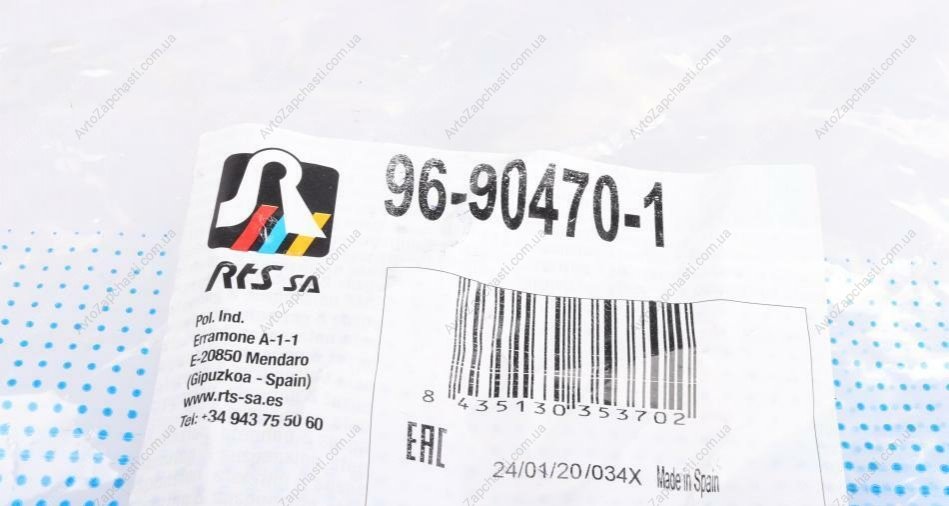 96-90470-1
RtS SA
Pol. Ind.
Erramone A-1-1
E-20850 Mendaro
(Gipuzkoa - Spain)
www.rts-sa.es
Tel: +34 943 75 50 60
8 435130 353702
EAC
24/01/20/034X Made in Spain
AvtoZapchasti.com.ua